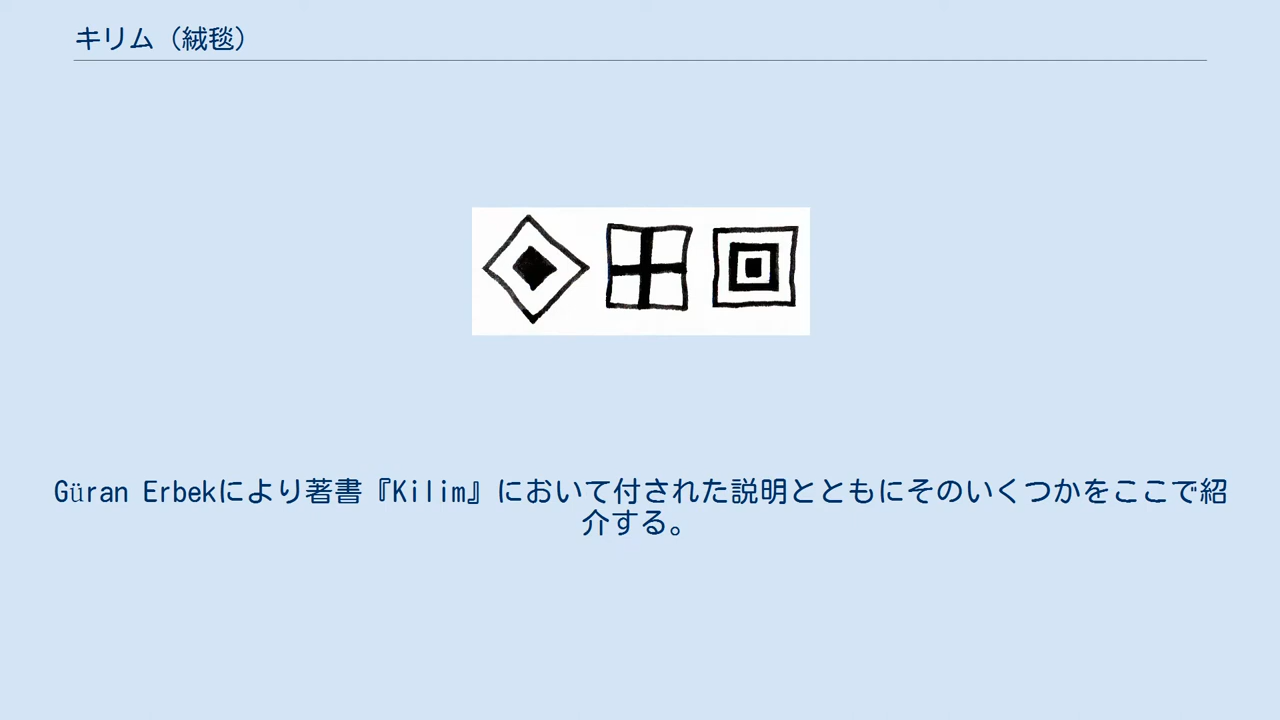 キリム（絨毯）
Güran Erbekにより著書『Kilim』において付された説明とともにそのいくつかをここで紹
介する。